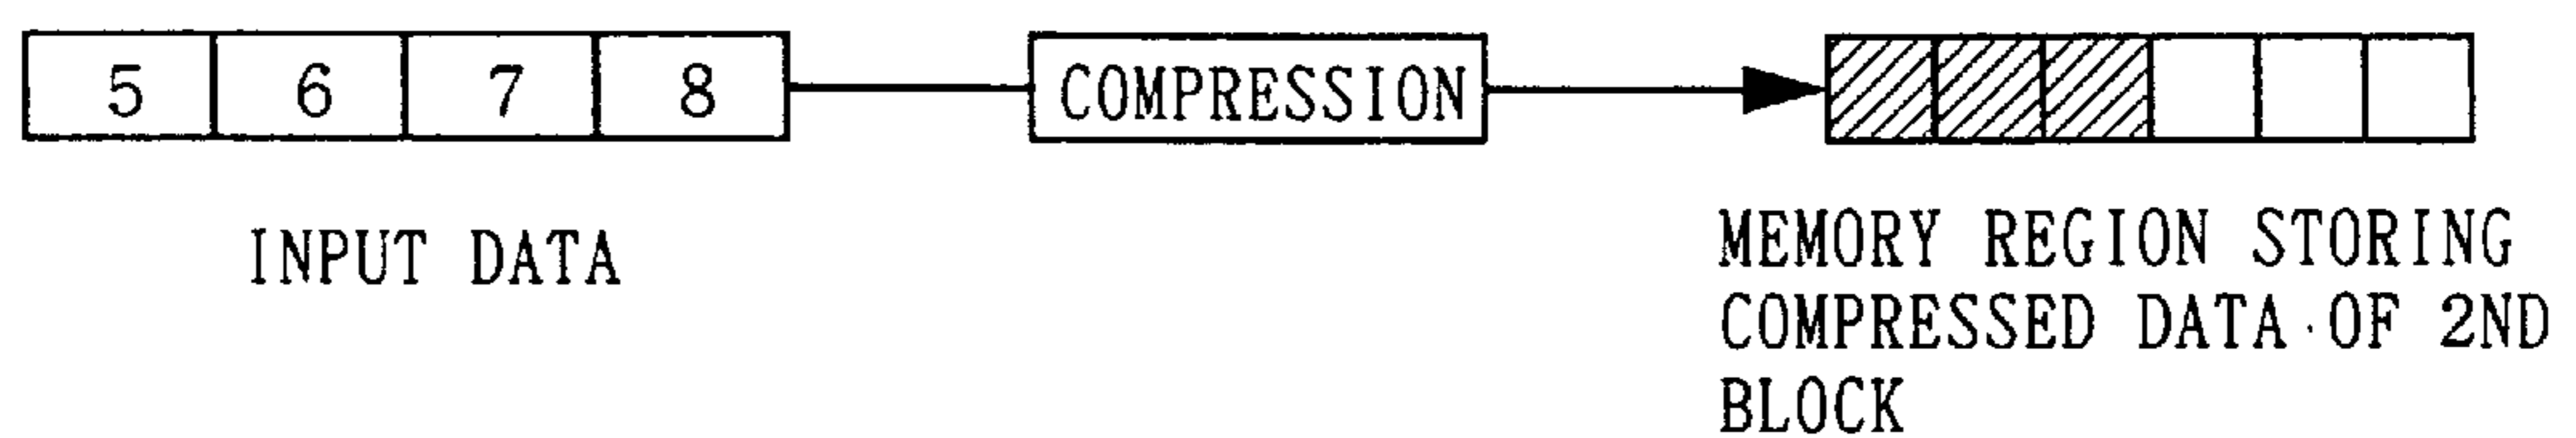 5 6 7 8
COMPRESSION
INPUT DATA
MEMORY REGION STORING
COMPRESSED DATA OF 2ND
BLOCK